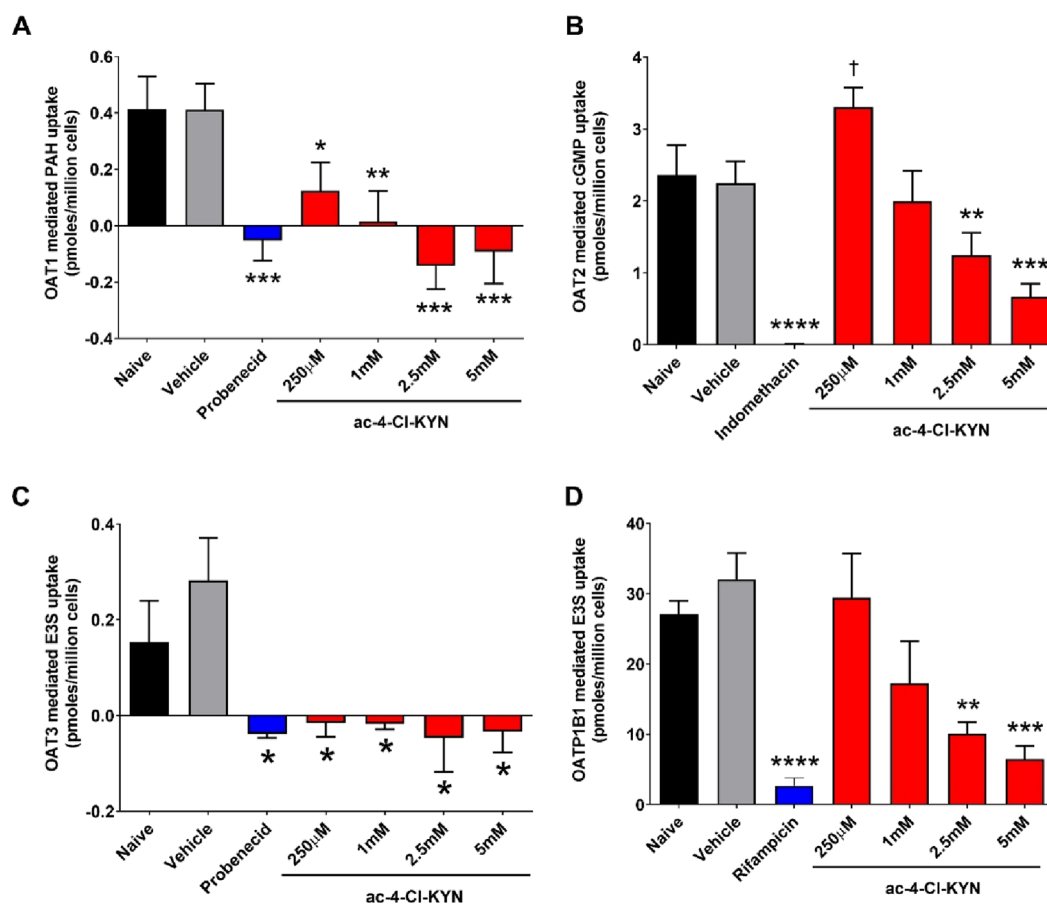 A
OAT1 mediated PAH uptake
(pmoles/million cells)
0.6
0.4
0.2
0.0
-0.2
-0.4
*
**
***
***
***
Naive
Vehicle
Probenecid
250µM
1mM
2.5mM
5mM
ac-4-Cl-KYN
B
OAT2 mediated cGMP uptake
(pmoles/million cells)
4
3
2
1
0
†
**
***
****
Naive
Vehicle
Indomethacin
250µM
1mM
2.5mM
5mM
ac-4-Cl-KYN
C
OAT3 mediated E3S uptake
(pmoles/million cells)
0.4
0.2
0.0
-0.2
*
*
*
*
*
Naive
Vehicle
Probenecid
250µM
1mM
2.5mM
5mM
ac-4-Cl-KYN
D
OATP1B1 mediated E3S uptake
(pmoles/million cells)
40
30
20
10
0
****
**
***
Naive
Vehicle
Rifampicin
250µM
1mM
2.5mM
5mM
ac-4-Cl-KYN